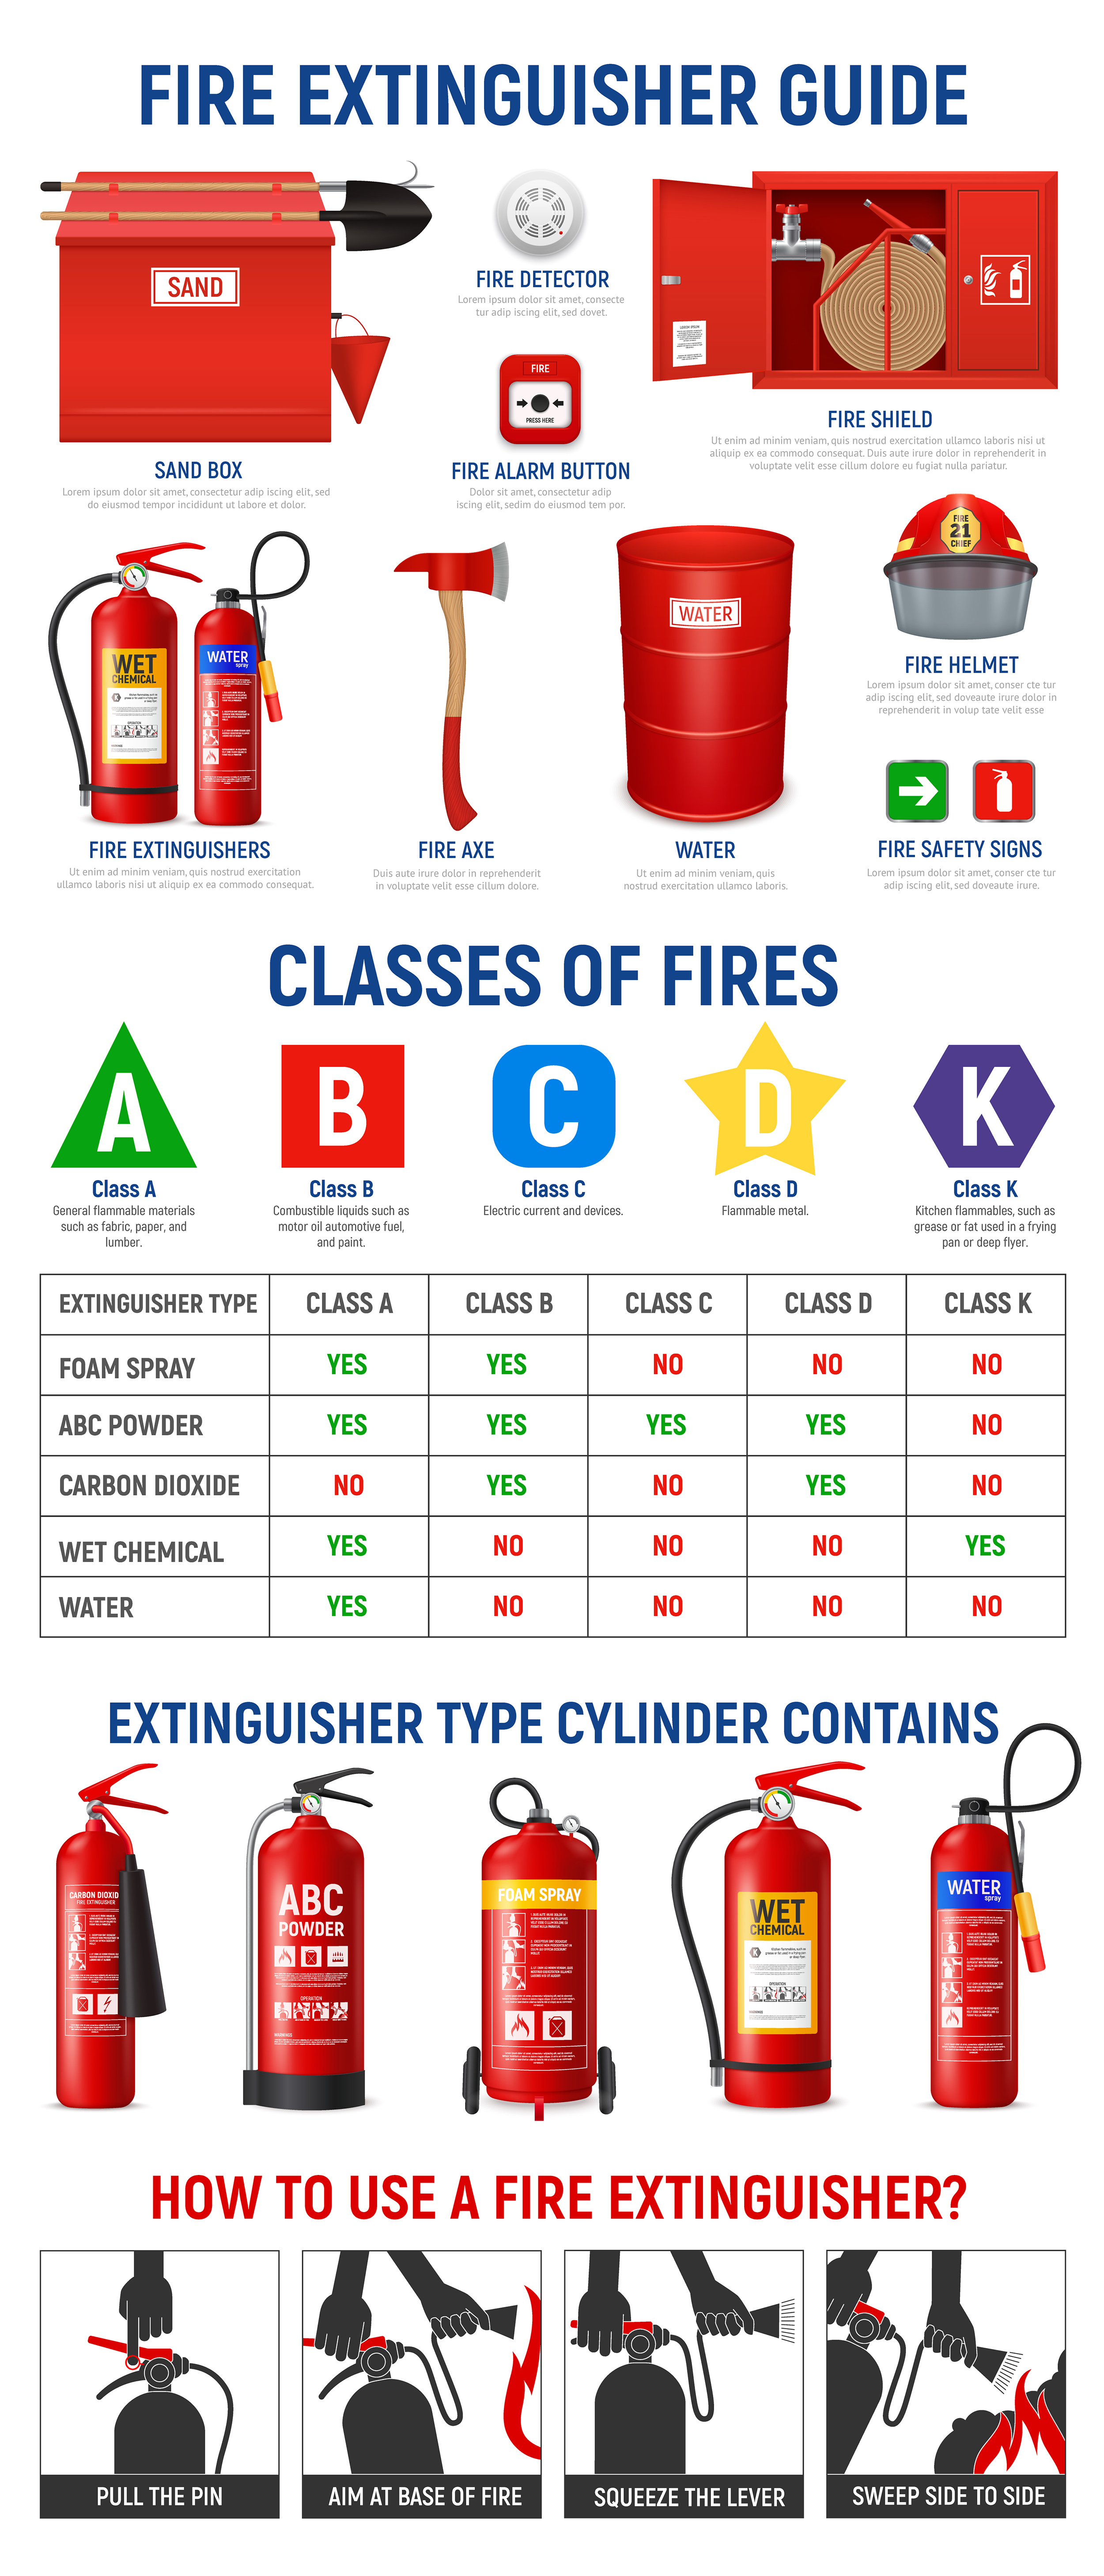 FIRE EXTINGUISHER GUIDE
SAND
SAND BOX
Lorem ipsum dolor sit amet, consectetur adip iscing elit, sed
do eiusmod tempor incididunt ut labore et dolor.
FIRE DETECTOR
Lorem ipsum dolor sit amet, consecte
tur adip iscing elit, sed dovet.
FIRE
PRESS HERE
FIRE ALARM BUTTON
Dolor sit amet, consectetur adip
iscing elit, sedim do eiusmod tem por.
FIRE SHIELD
Ut enim ad minim veniam, quis nostrud exercitation ullamco laboris nisi ut
aliquip ex ea commodo consequat. Duis aute irure dolor in reprehenderit in
voluptate velit esse cillum dolore eu fugiat nulla pariatur.
WET
CHEMICAL
K
OPERATION
WATER
spray
FIRE EXTINGUISHERS
Ut enim ad minim veniam, quis nostrud exercitation
ullamco laboris nisi ut aliquip ex ea commodo consequat.
FIRE AXE
Duis aute irure dolor in reprehenderit
in voluptate velit esse cillum dolore.
WATER
WATER
Ut enim ad minim veniam, quis
nostrud exercitation ullamco laboris.
FIRE
21
CHIEF
FIRE HELMET
Lorem ipsum dolor sit amet, conser cte tur
adip iscing elit, sed doveaute irure dolor in
reprehenderit in volup tate velit esse
FIRE SAFETY SIGNS
Lorem ipsum dolor sit amet, conser cte tur
adip iscing elit, sed doveaute irure.
CLASSES OF FIRES
A
Class A
General flammable materials
such as fabric, paper, and
lumber.
B
Class B
Combustible liquids such as
motor oil automotive fuel,
and paint.
C
Class C
Electric current and devices.
D
Class D
Flammable metal.
K
Class K
Kitchen flammables, such as
grease or fat used in a frying
pan or deep flyer.
EXTINGUISHER TYPE CLASS A CLASS B CLASS C CLASS D CLASS K
FOAM SPRAY YES YES NO NO NO
ABC POWDER YES YES YES YES NO
CARBON DIOXIDE NO YES NO YES NO
WET CHEMICAL YES NO NO NO YES
WATER YES NO NO NO NO
EXTINGUISHER TYPE CYLINDER CONTAINS
CARBON DIOXID
FIRE EXTINGUISHER
ABC
POWDER
OPERATION
FOAM SPRAY
WET
CHEMICAL
K
OPERATION
WATER
spray
HOW TO USE A FIRE EXTINGUISHER?
PULL THE PIN
AIM AT BASE OF FIRE
SQUEEZE THE LEVER
SWEEP SIDE TO SIDE